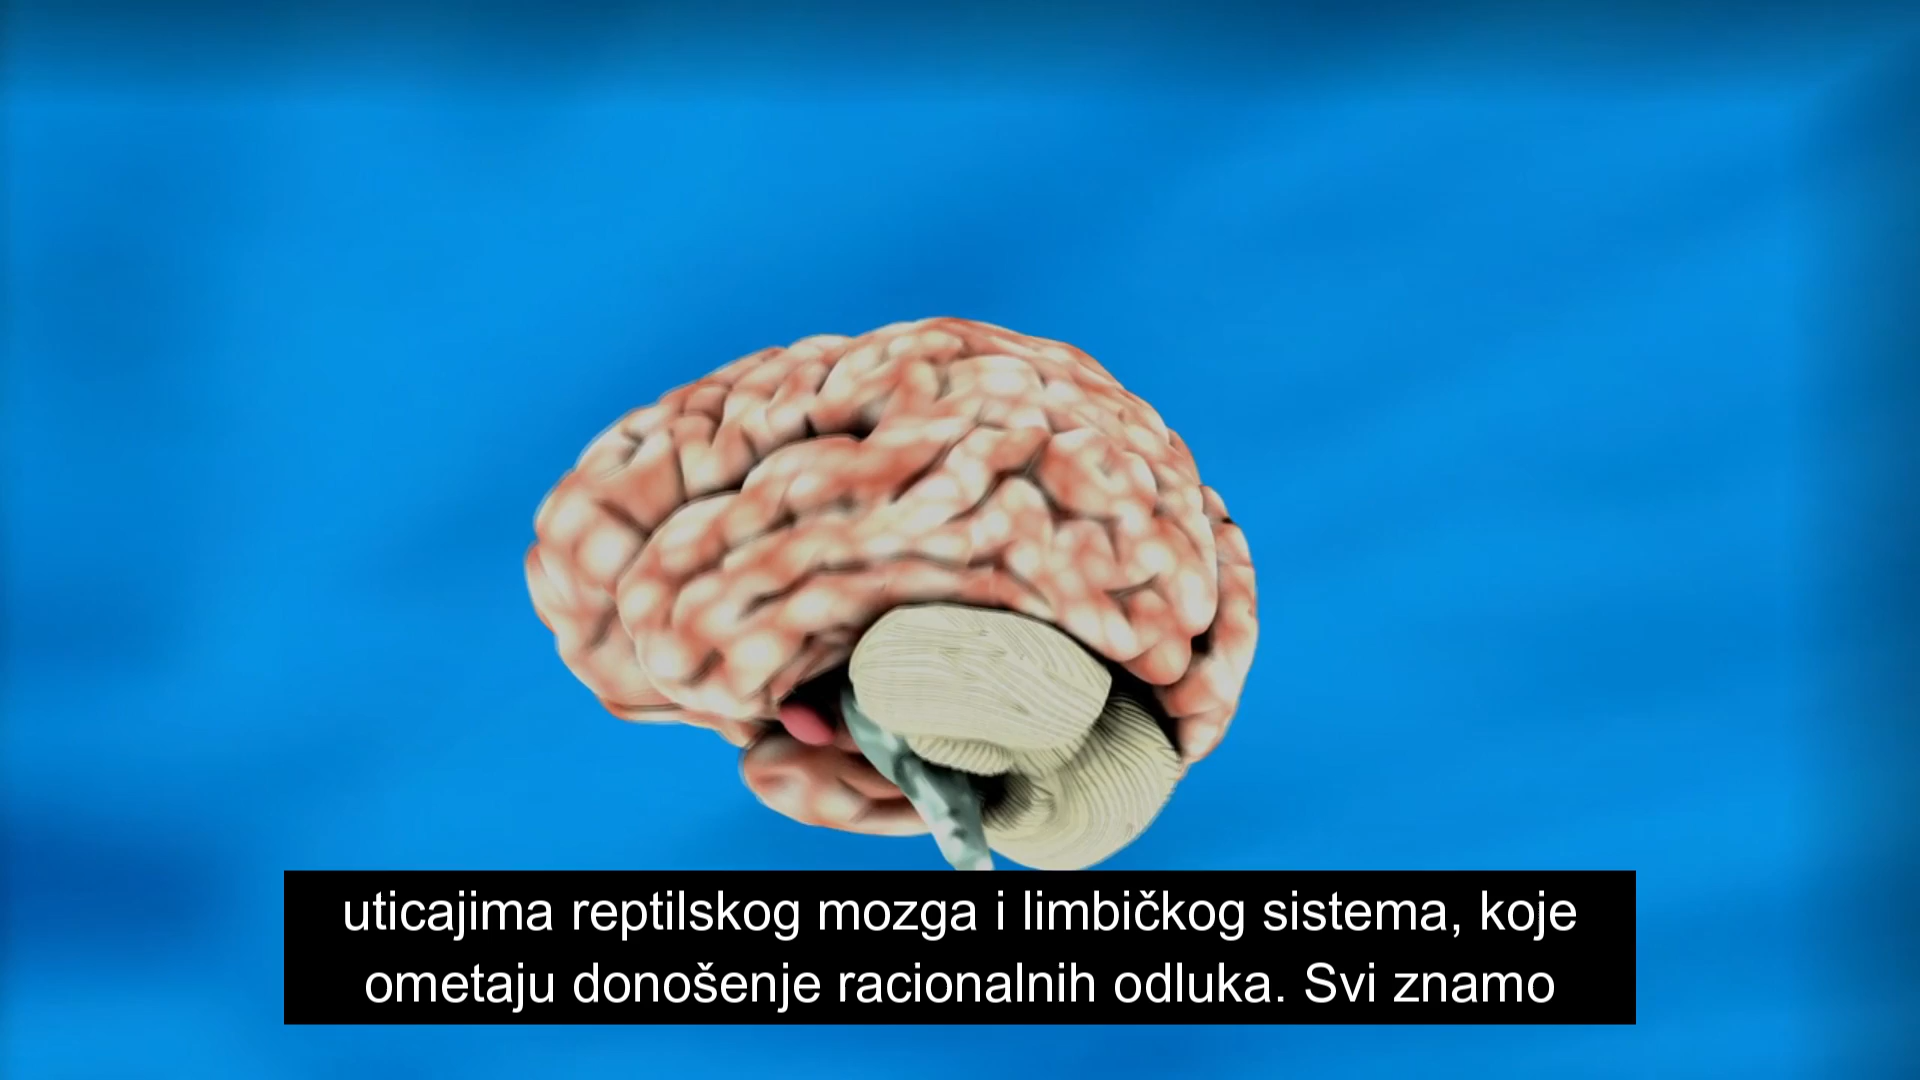 uticajima reptilskog mozga i limbičkog sistema, koje
ometaju donošenje racionalnih odluka. Svi znamo